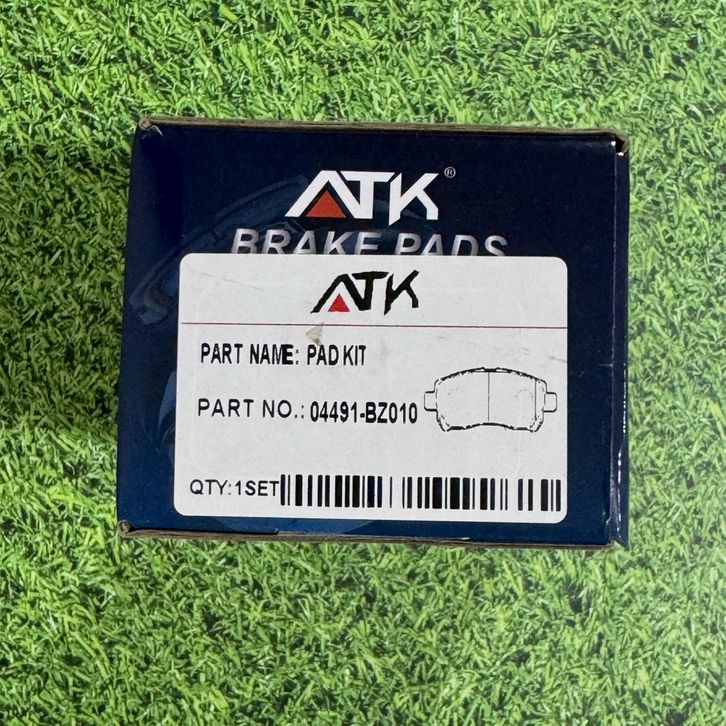 ATK®
BRAKE PADS
ATK
PART NAME: PAD KIT
PART NO.: 04491-BZ010
QTY:1SET